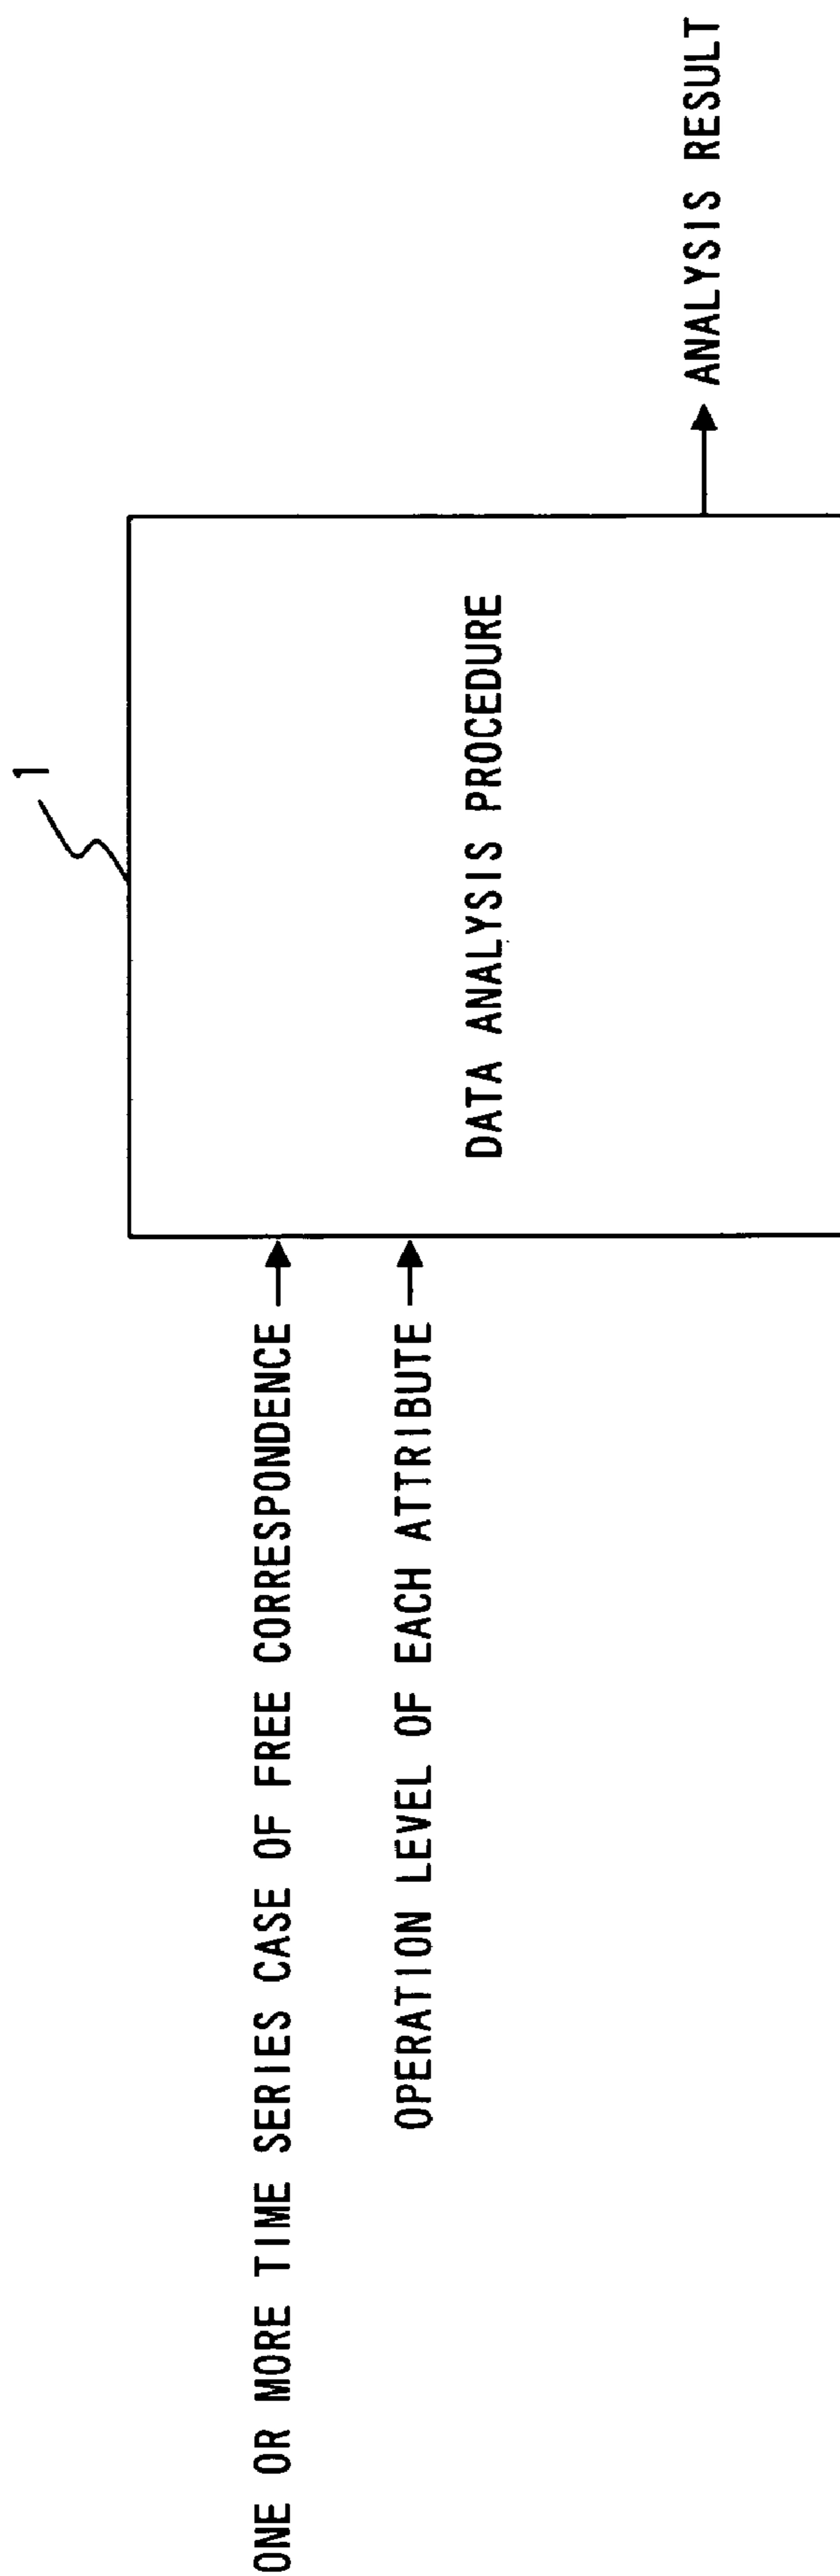 1
ONE OR MORE TIME SERIES CASE OF FREE CORRESPONDENCE
OPERATION LEVEL OF EACH ATTRIBUTE
DATA ANALYSIS PROCEDURE
ANALYSIS RESULT